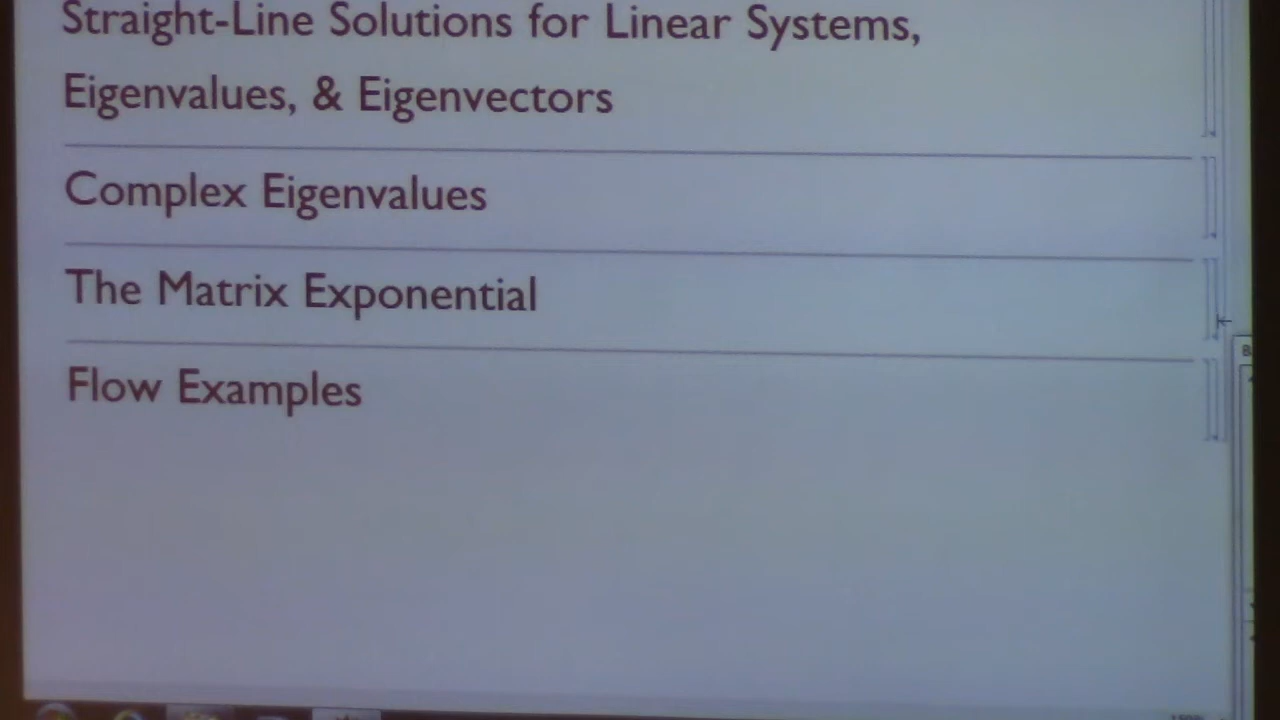 Straight-Line Solutions for Linear Systems,
Eigenvalues, & Eigenvectors
Complex Eigenvalues
The Matrix Exponential
Flow Examples